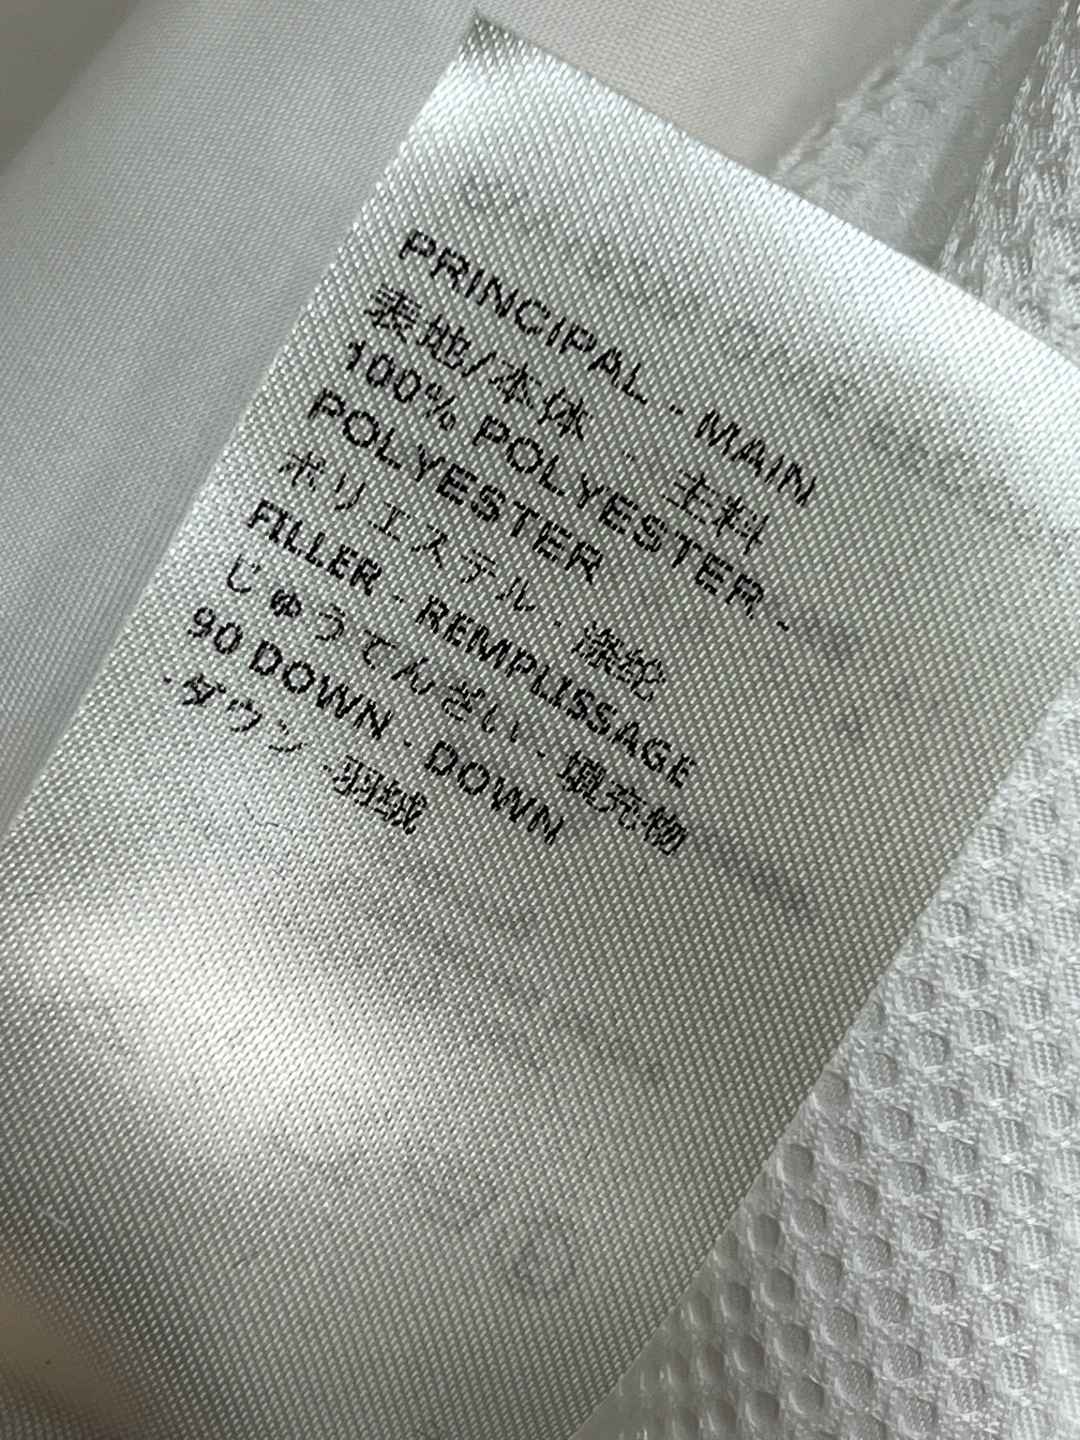 PRINCIPAL - MAIN
表地/本体 - 主料
100% POLYESTER -
POLYESTER
ポリエステル - 涤纶
FILLER - REMPLISSAGE
じゅうてんざい - 填充物
90 DOWN - DOWN
-ダウン -羽绒